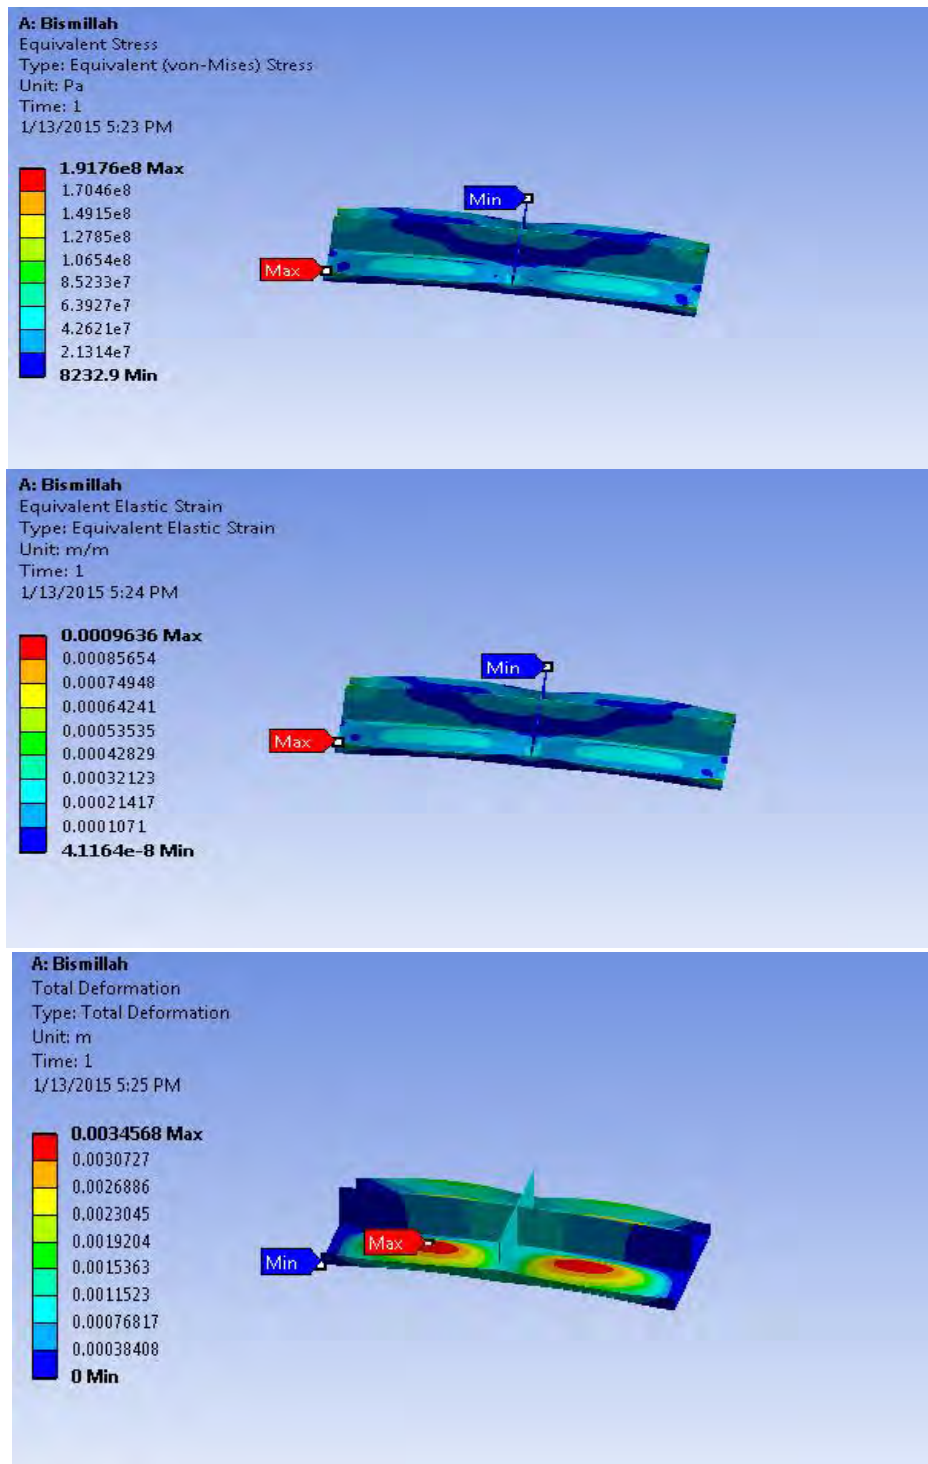 A: Bismillah
Equivalent Stress
Type: Equivalent (von-Mises) Stress
Unit: Pa
Time: 1
1/13/2015 5:23 PM
1.9176e8 Max
1.7046e8
1.4915e8
1.2785e8
1.0654e8
8.5233e7
6.3927e7
4.2621e7
2.1314e7
8232.9 Min
Min
Max
A: Bismillah
Equivalent Elastic Strain
Type: Equivalent Elastic Strain
Unit: m/m
Time: 1
1/13/2015 5:24 PM
0.0009636 Max
0.00085654
0.00074948
0.00064241
0.00053535
0.00042829
0.00032123
0.00021417
0.0001071
4.1164e-8 Min
Min
Max
A: Bismillah
Total Deformation
Type: Total Deformation
Unit: m
Time: 1
1/13/2015 5:25 PM
0.0034568 Max
0.0030727
0.0026886
0.0023045
0.0019204
0.0015363
0.0011523
0.00076817
0.00038408
0 Min
Max
Min